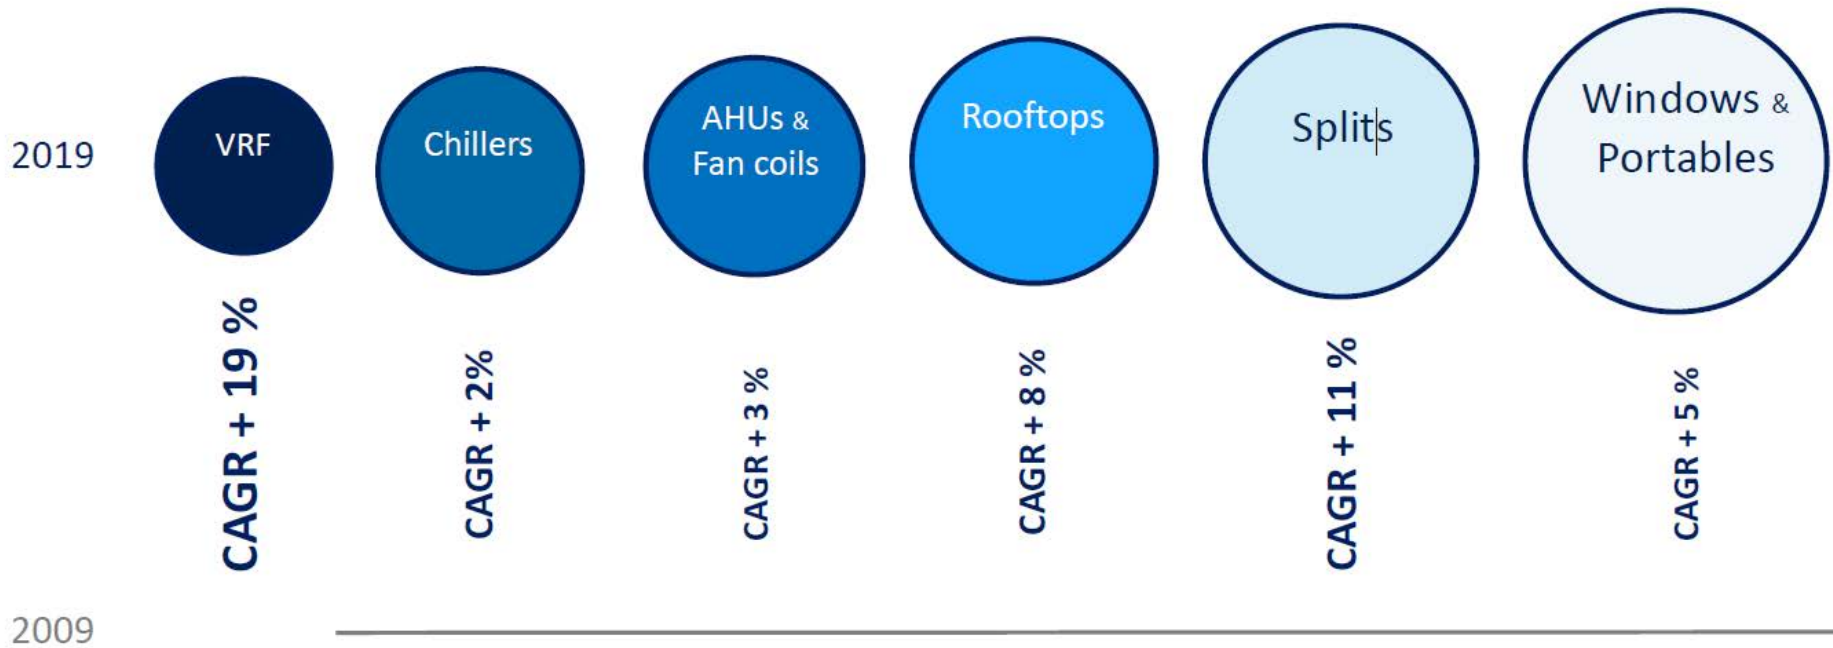 2019
VRF
Chillers
AHUs &
Fan coils
Rooftops
Splits
Windows &
Portables
CAGR + 19 %
CAGR + 2%
CAGR + 3 %
CAGR + 8 %
CAGR + 11 %
CAGR + 5 %
2009